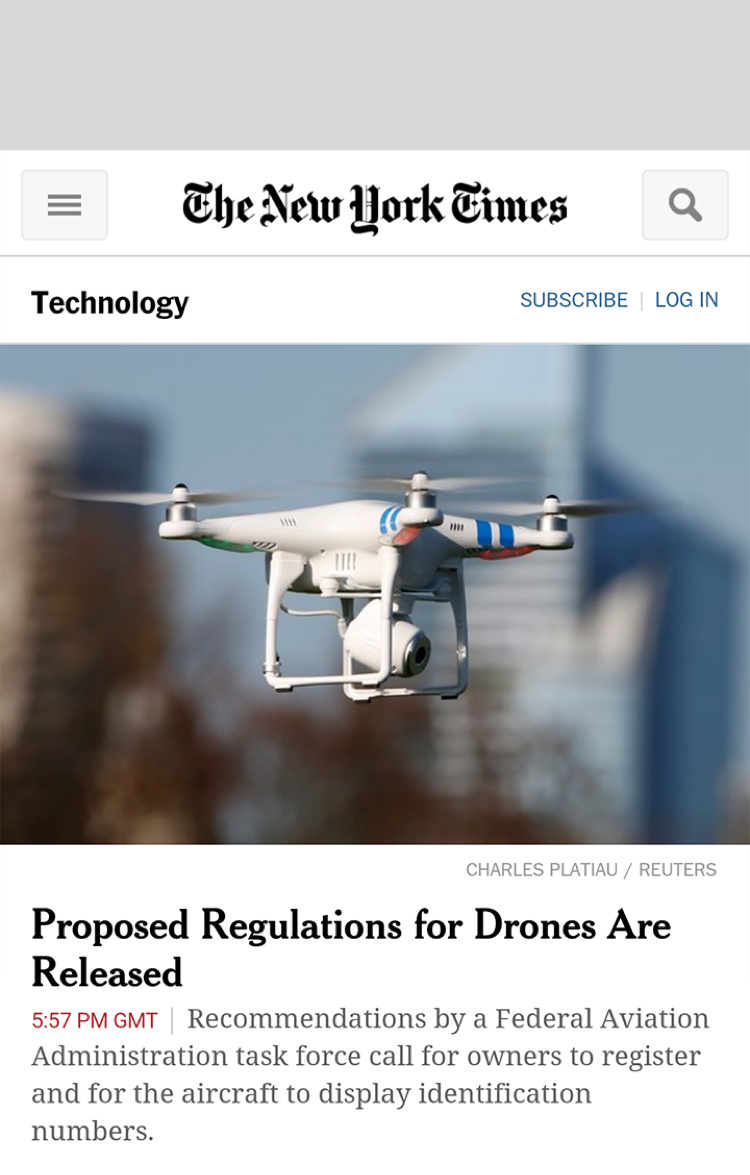 The New York Times
Technology
SUBSCRIBE | LOG IN
CHARLES PLATIAU / REUTERS
Proposed Regulations for Drones Are
Released
5:57 PM GMT | Recommendations by a Federal Aviation
Administration task force call for owners to register
and for the aircraft to display identification
numbers.